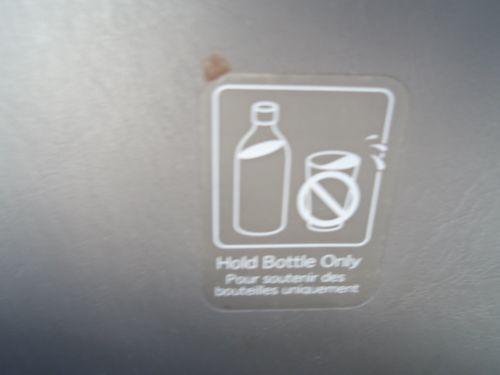 Hold Bottle Only
Pour soutenir des
bouteilles uniquement